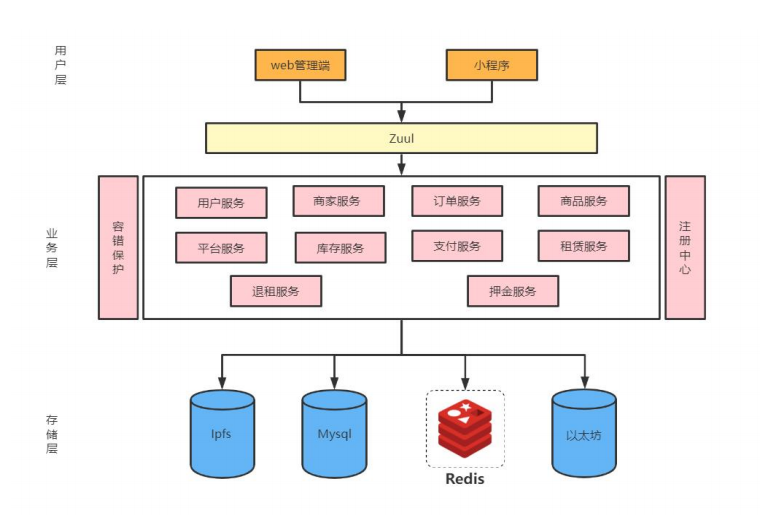 用户层
web管理端
小程序
Zuul
业务层
容错保护
用户服务
商家服务
订单服务
商品服务
平台服务
库存服务
支付服务
租赁服务
退租服务
押金服务
注册中心
存储层
Ipfs
Mysql
Redis
以太坊